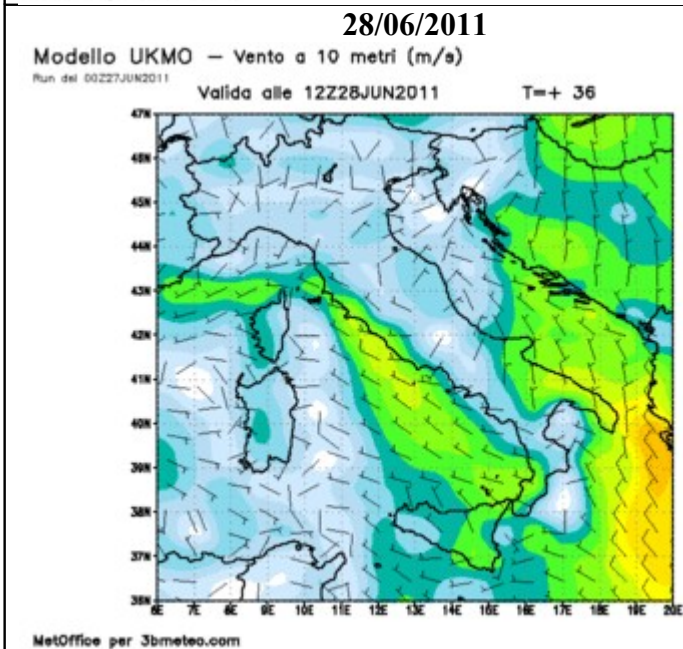 28/06/2011
Modello UKMO – Vento a 10 metri (m/s)
Run del 00Z27JUN2011
Valida alle 12Z28JUN2011 T=+ 36
47N
46N
45N
44N
43N
42N
41N
40N
39N
38N
37N
36N
6E 7E 8E 9E 10E 11E 12E 13E 14E 15E 16E 17E 18E 19E 20E
MetOffice per 3bmeteo.com